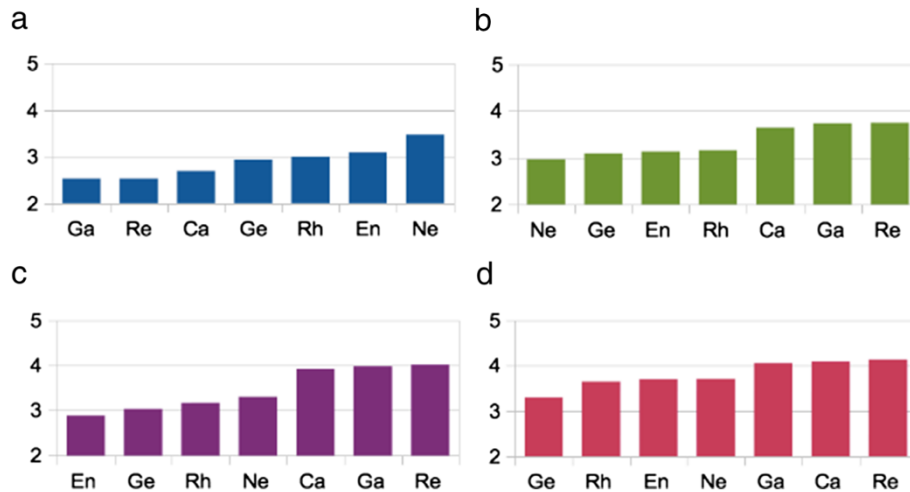 a
5
4
3
2
Ga Re Ca Ge Rh En Ne
b
5
4
3
2
Ne Ge En Rh Ca Ga Re
c
5
4
3
2
En Ge Rh Ne Ca Ga Re
d
5
4
3
2
Ge Rh En Ne Ga Ca Re